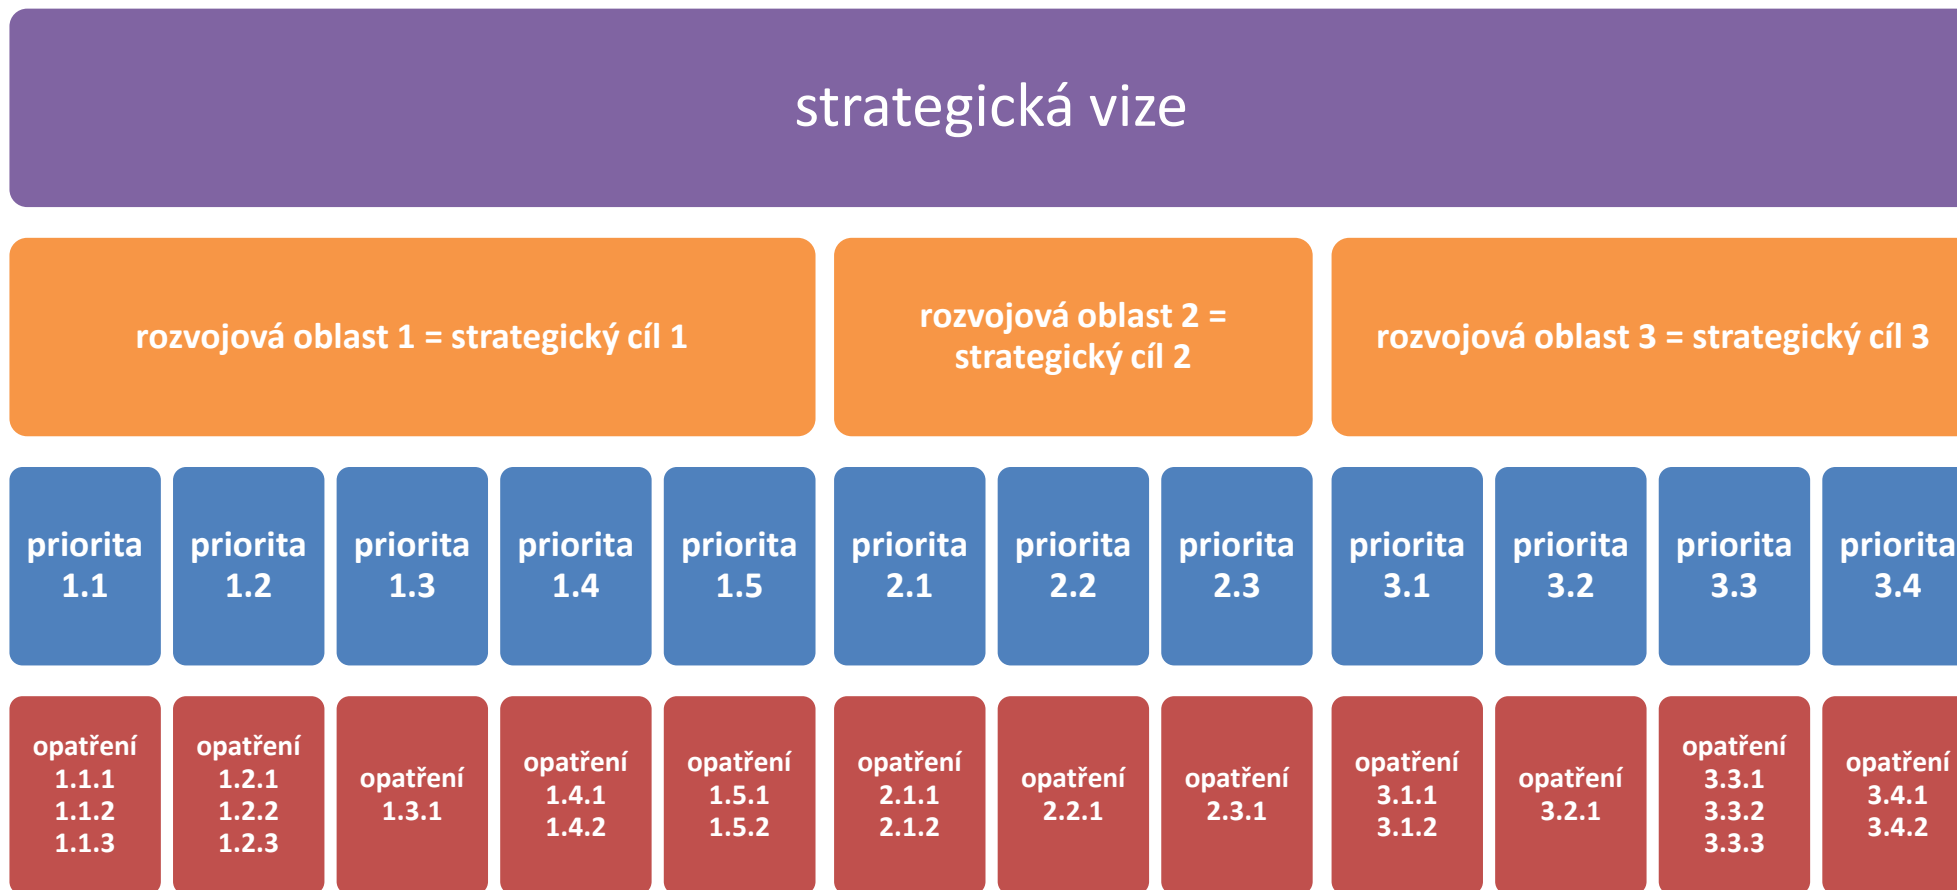 strategická vize
rozvojová oblast 1 = strategický cíl 1
rozvojová oblast 2 =
strategický cíl 2
rozvojová oblast 3 = strategický cíl 3
priorita
1.1
priorita
1.2
priorita
1.3
priorita
1.4
priorita
1.5
priorita
2.1
priorita
2.2
priorita
2.3
priorita
3.1
priorita
3.2
priorita
3.3
priorita
3.4
opatření
1.1.1
1.1.2
1.1.3
opatření
1.2.1
1.2.2
1.2.3
opatření
1.3.1
opatření
1.4.1
1.4.2
opatření
1.5.1
1.5.2
opatření
2.1.1
2.1.2
opatření
2.2.1
opatření
2.3.1
opatření
3.1.1
3.1.2
opatření
3.2.1
opatření
3.3.1
3.3.2
3.3.3
opatření
3.4.1
3.4.2